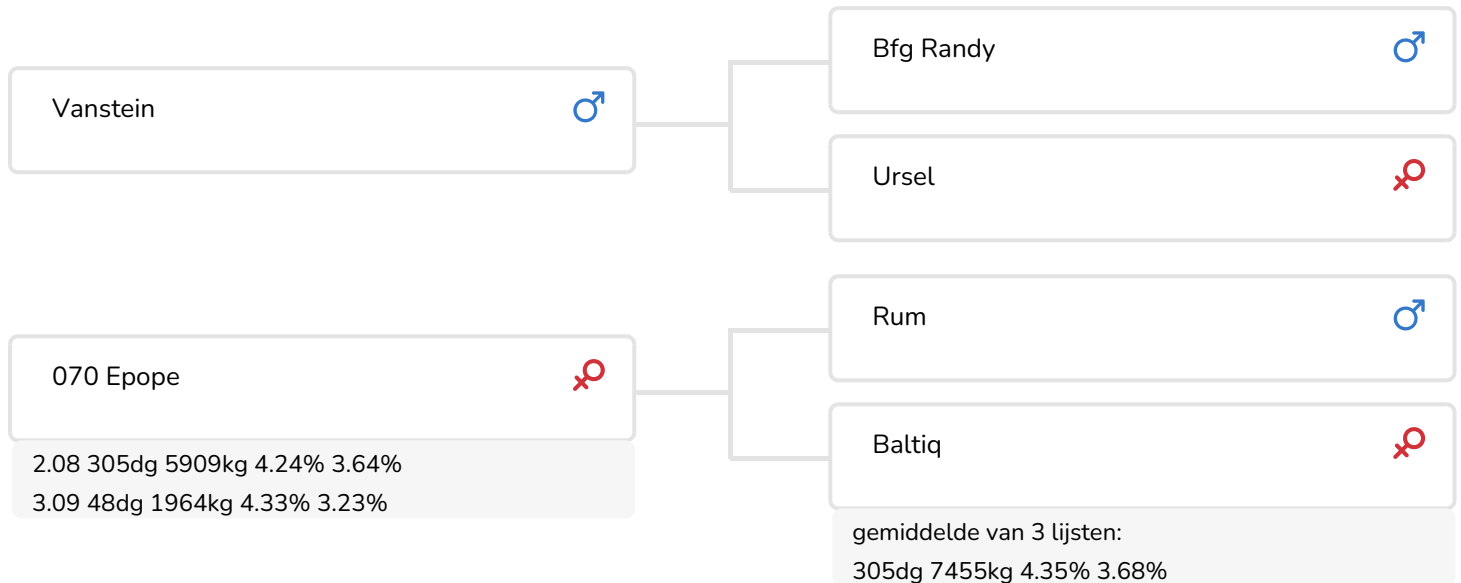 Vanstein
Bfg Randy
Ursel
070 Epope
2.08 305dg 5909kg 4.24% 3.64%
3.09 48dg 1964kg 4.33% 3.23%
Rum
Baltiq
gemiddelde van 3 lijsten:
305dg 7455kg 4.35% 3.68%